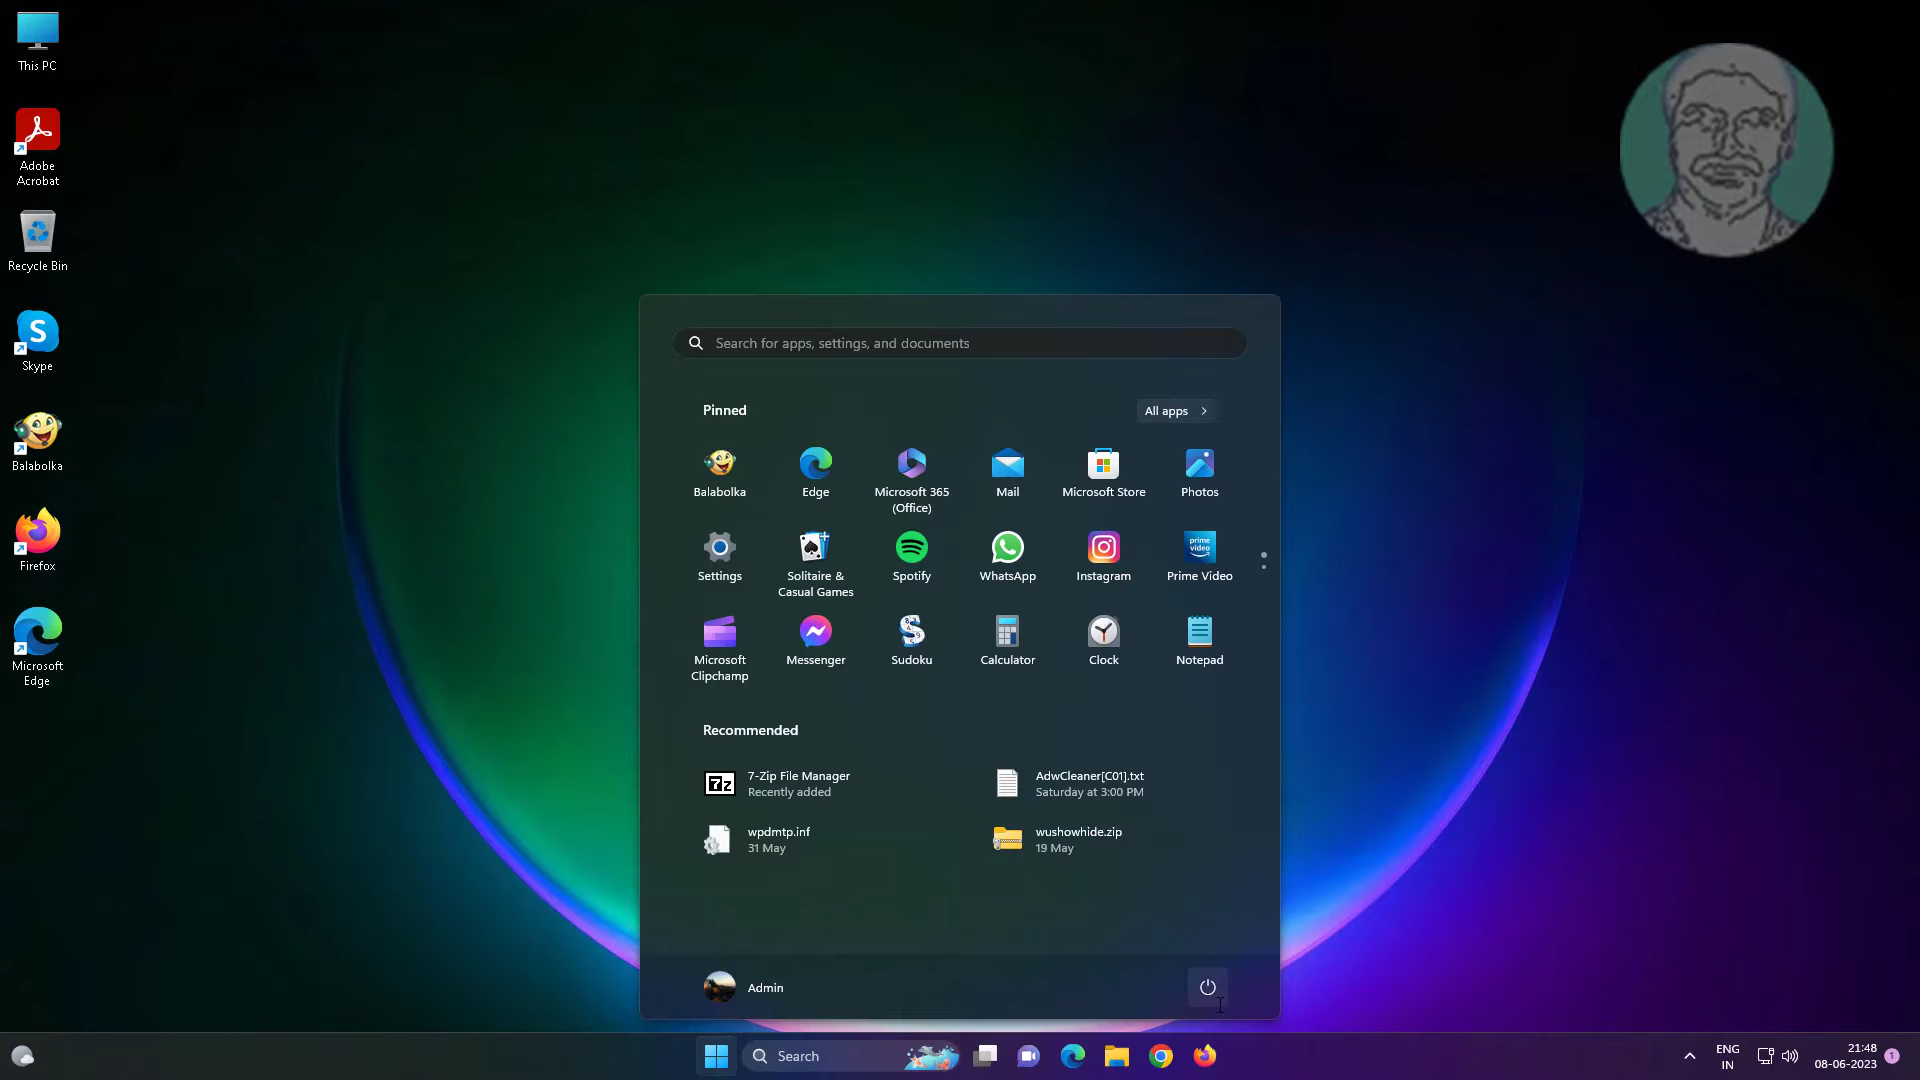 This PC
Adobe
Acrobat
Recycle Bin
Skype
Balabolka
Firefox
Microsoft
Edge
Search for apps, settings, and documents
Pinned
All apps
Balabolka
Edge
Microsoft 365
(Office)
Mail
Microsoft Store
Photos
Settings
Solitaire &
Casual Games
Spotify
WhatsApp
Instagram
prime
video
Prime Video
Microsoft
Clipchamp
Messenger
Sudoku
Calculator
Clock
Notepad
Recommended
7z
7-Zip File Manager
Recently added
AdwCleaner[C01].txt
Saturday at 3:00 PM
wpdmtp.inf
31 May
wushowhide.zip
19 May
Admin
Search
ENG
IN
21:48
08-06-2023
1